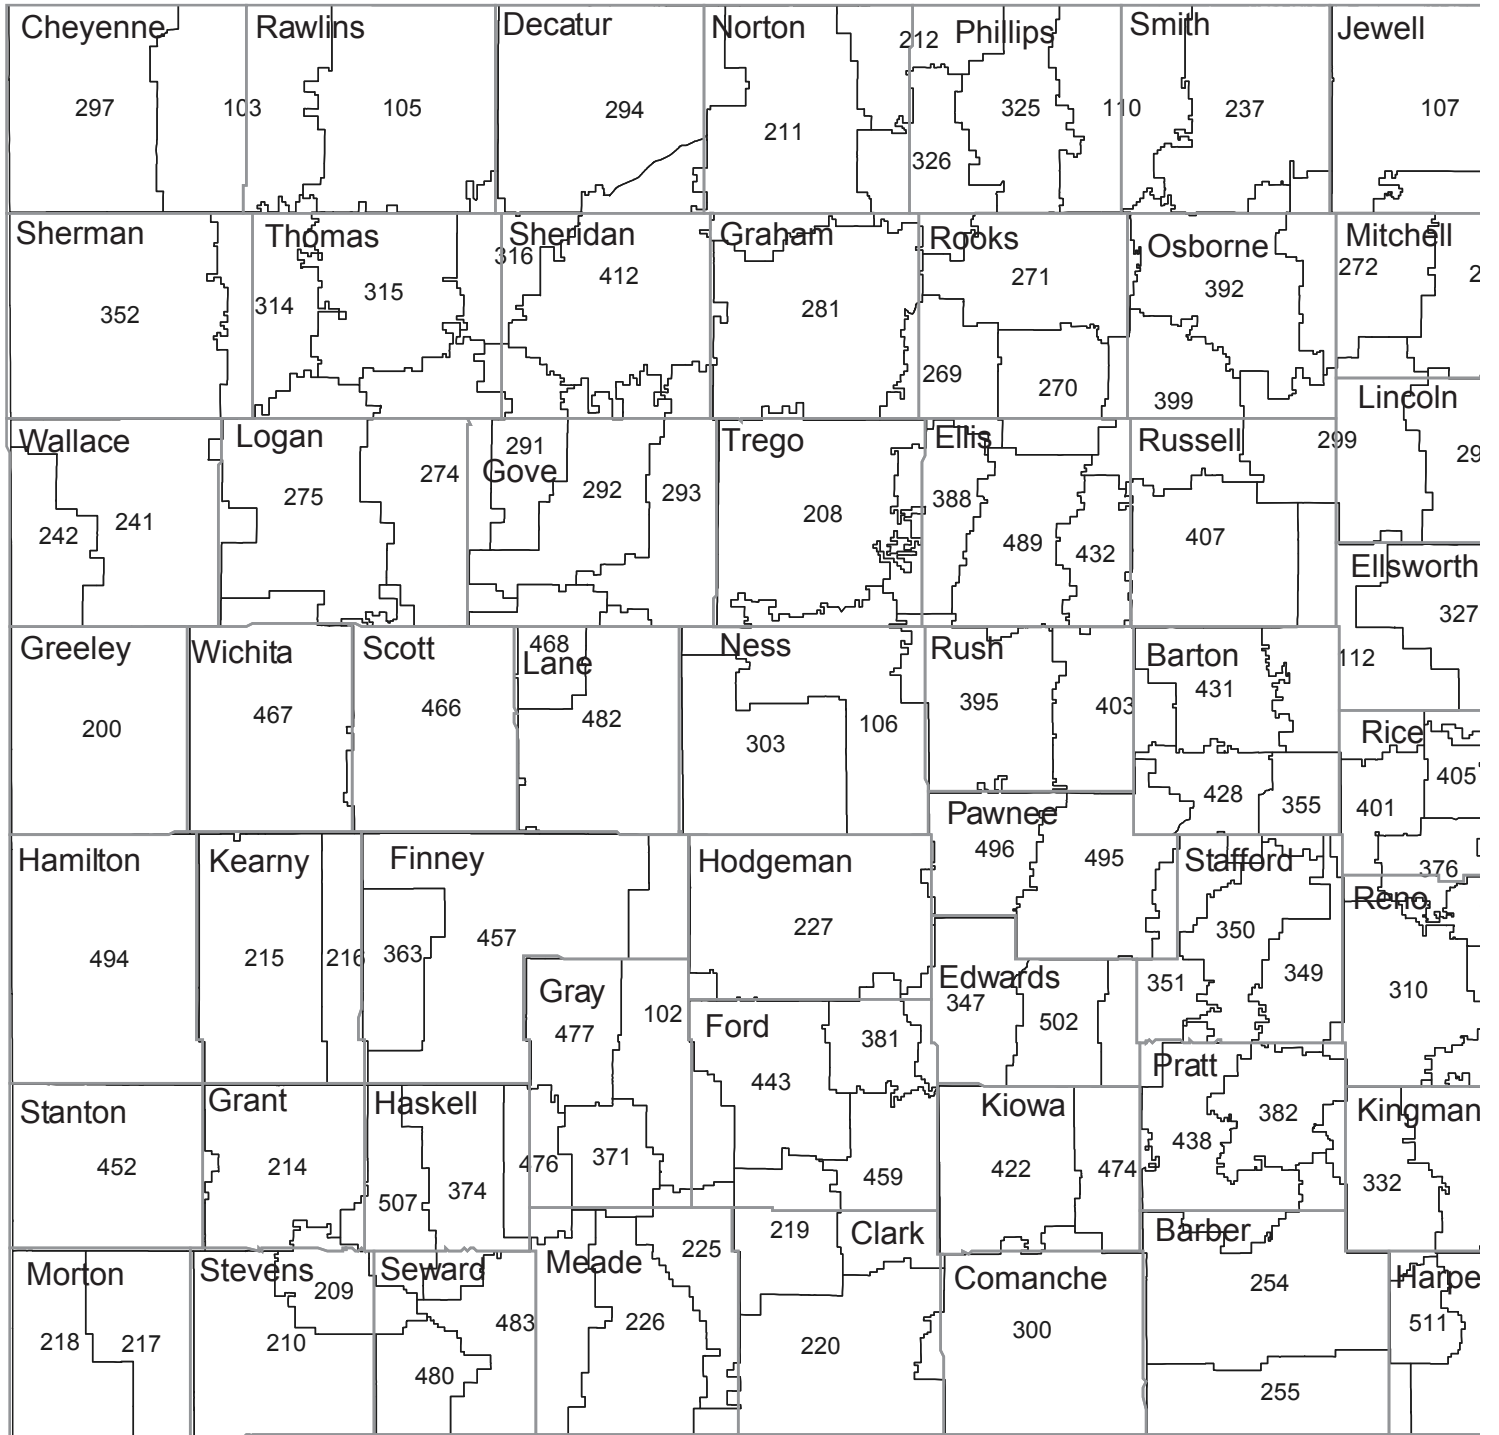 Cheyenne Rawlins Decatur Norton 212 Phillips Smith Jewell
297 103 105 294 211 325 110 237 107
326
Sherman Thomas 316 Sheridan Graham Rooks Osborne Mitchell
352 314 315 412 281 271 392 272 2
269 270 399
Lincoln
Wallace Logan 291 Trego Ellis Russell 299 29
242 241 275 274 Gove 292 293 208 388 489 432 407
Ellsworth
327
Greeley Wichita Scott 468 Ness Rush Barton 112
Lane
200 467 466 482 303 106 395 403 431
Rice
428 355 401 405
Pawnee
496 495
Hamilton Kearny Finney Hodgeman Stafford 376
Reno
494 215 216 363 457 227 350 349 310
Gray 102 Edwards 351
477 Ford 381 347 502
443 Pratt
Stanton Grant Haskell Kiowa 382 Kingman
452 214 507 374 476 371 459 422 474 438 332
Morton Stevens Seward Meade 225 219 Clark Comanche Barber Harpe
209 254
218 217 210 483 226 220 300 511
480 255